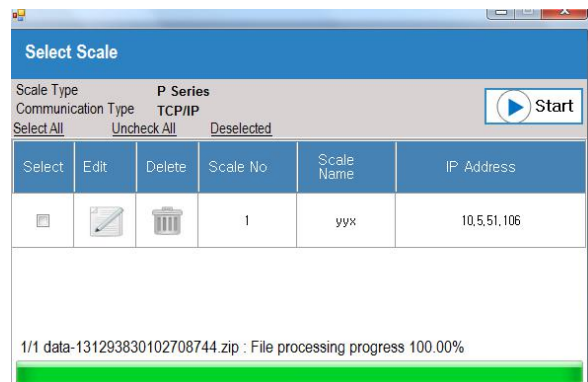 Select Scale
Scale Type P Series
Communication Type TCP/IP
Start
Select All Uncheck All Deselected
Select Edit Delete Scale No Scale Name IP Address
1 yyx 10,5,51,106
1/1 data-131293830102708744.zip : File processing progress 100.00%